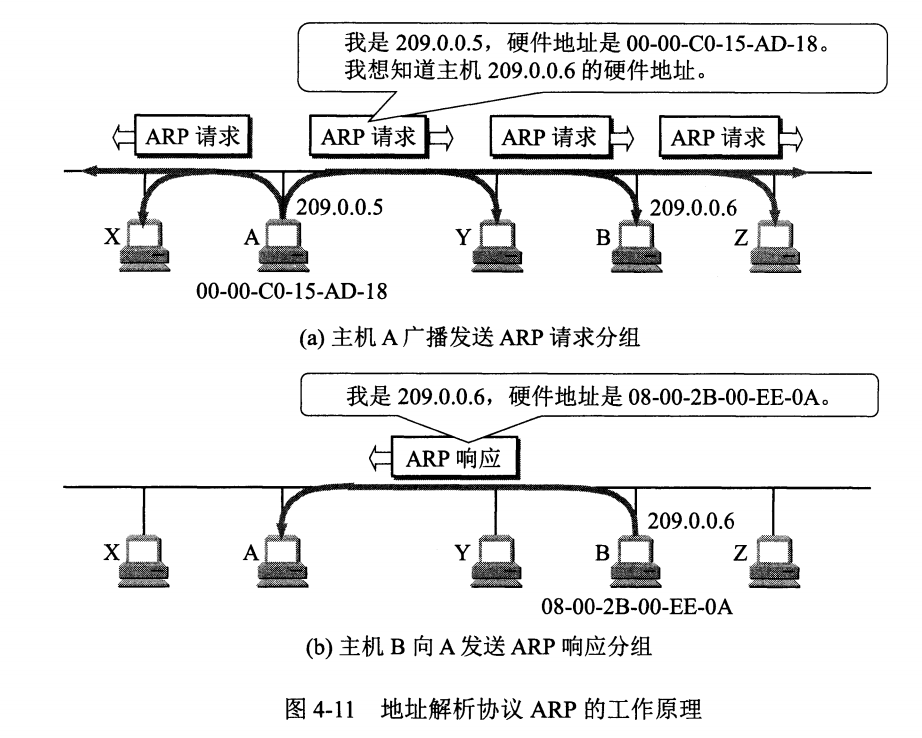 我是 209.0.0.5，硬件地址是 00-00-C0-15-AD-18。
我想知道主机 209.0.0.6 的硬件地址。
ARP 请求
ARP 请求
ARP 请求
ARP 请求
209.0.0.5
209.0.0.6
X
A
Y
B
Z
00-00-C0-15-AD-18
(a) 主机 A 广播发送 ARP 请求分组
我是 209.0.0.6，硬件地址是 08-00-2B-00-EE-0A。
ARP 响应
209.0.0.6
X
A
Y
B
Z
08-00-2B-00-EE-0A
(b) 主机 B 向 A 发送 ARP 响应分组
图 4-11 地址解析协议 ARP 的工作原理